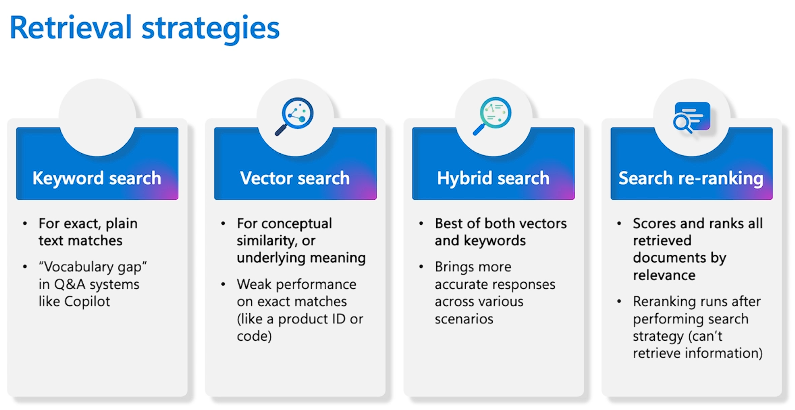 Retrieval strategies
Keyword search
• For exact, plain
text matches
• “Vocabulary gap”
in Q&A systems
like Copilot
Vector search
• For conceptual
similarity, or
underlying meaning
• Weak performance
on exact matches
(like a product ID or
code)
Hybrid search
• Best of both vectors
and keywords
• Brings more
accurate responses
across various
scenarios
Search re-ranking
• Scores and ranks all
retrieved
documents by
relevance
• Reranking runs after
performing search
strategy (can’t
retrieve information)